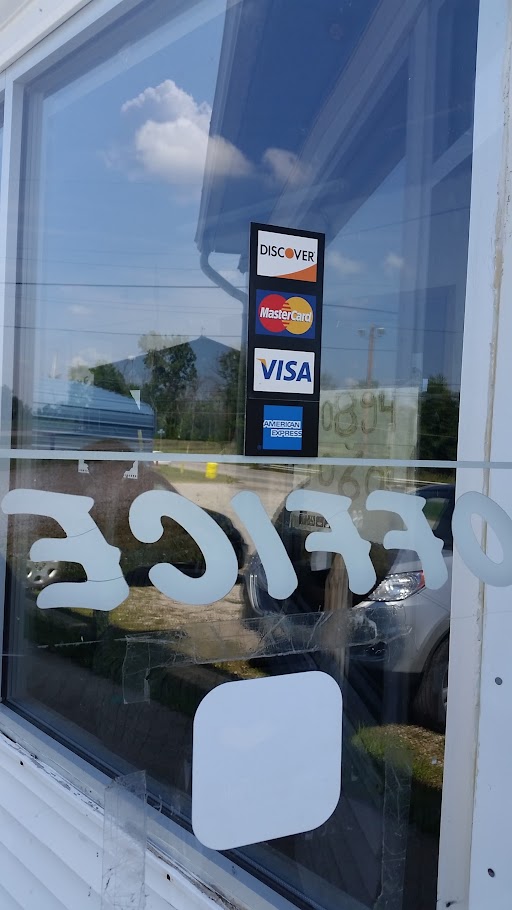 DISCOVER
MasterCard
VISA
AMERICAN
EXPRESS
OFFICE